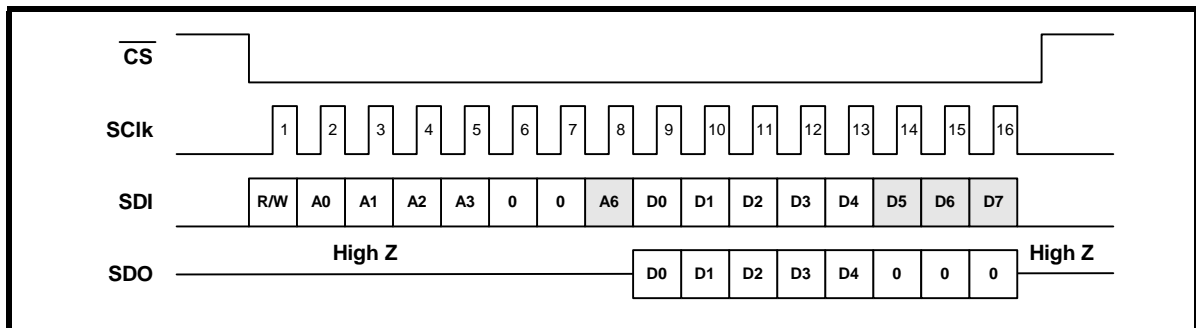 CS
SClk
1 2 3 4 5 6 7 8 9 10 11 12 13 14 15 16
SDI
R/W A0 A1 A2 A3 0 0 A6 D0 D1 D2 D3 D4 D5 D6 D7
High Z
High Z
SDO
D0 D1 D2 D3 D4 0 0 0